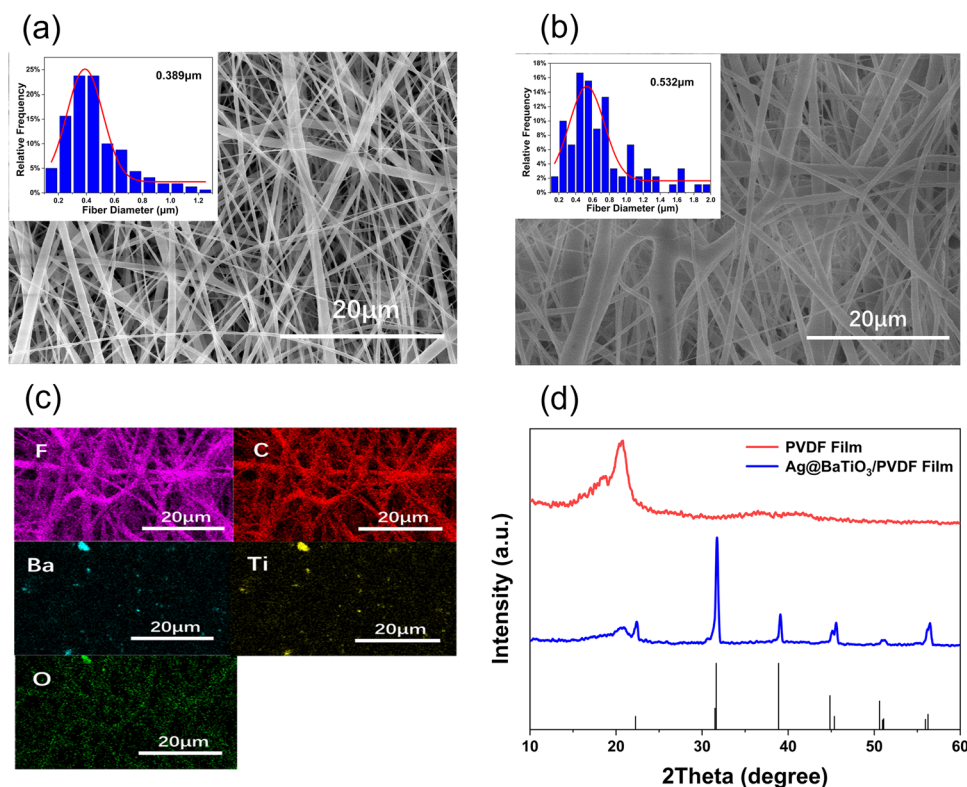 (a)
0.389μm
Relative Frequency
25%
20%
15%
10%
5%
0%
0.2 0.4 0.6 0.8 1.0 1.2
Fiber Diameter (μm)
20μm
(b)
0.532μm
Relative Frequency
18%
16%
14%
12%
10%
8%
6%
4%
2%
0%
0.2 0.4 0.6 0.8 1.0 1.2 1.4 1.6 1.8 2.0
Fiber Diameter (μm)
20μm
(c)
F
20μm
C
20μm
Ba
20μm
Ti
20μm
O
20μm
(d)
PVDF Film
Ag@BaTiO₃/PVDF Film
Intensity (a.u.)
10 20 30 40 50 60
2Theta (degree)